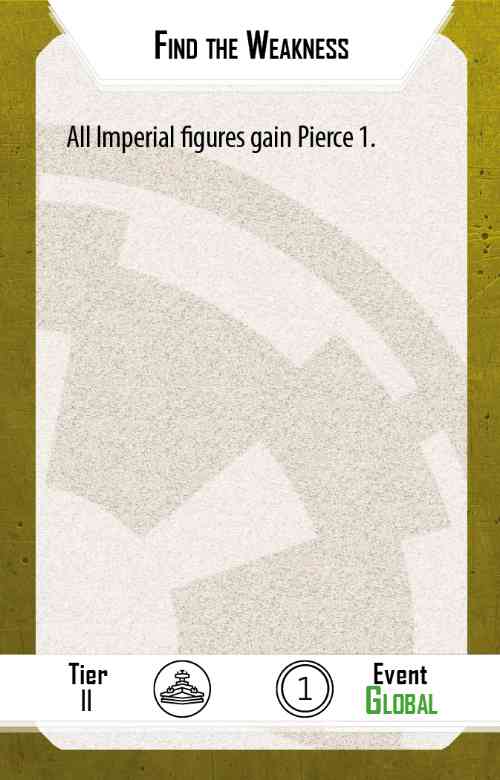 Find the Weakness
All Imperial figures gain Pierce 1.
Tier
II
1
Event
Global